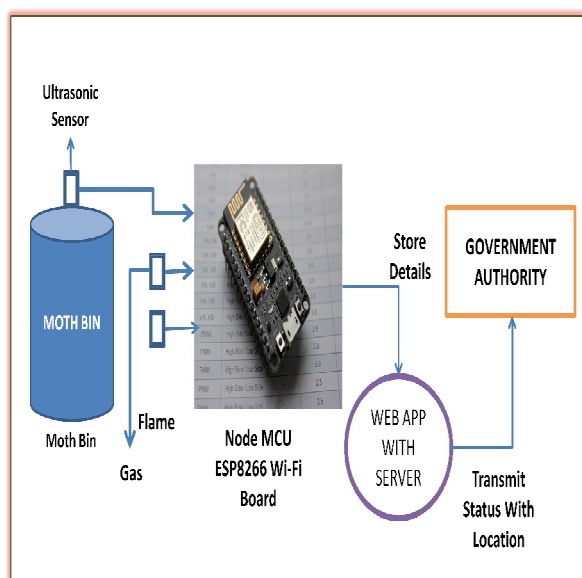 Ultrasonic
Sensor
MOTH BIN
Moth Bin
Flame
Gas
Node MCU
ESP8266 Wi-Fi
Board
Store
Details
GOVERNMENT
AUTHORITY
WEB APP
WITH
SERVER
Transmit
Status With
Location